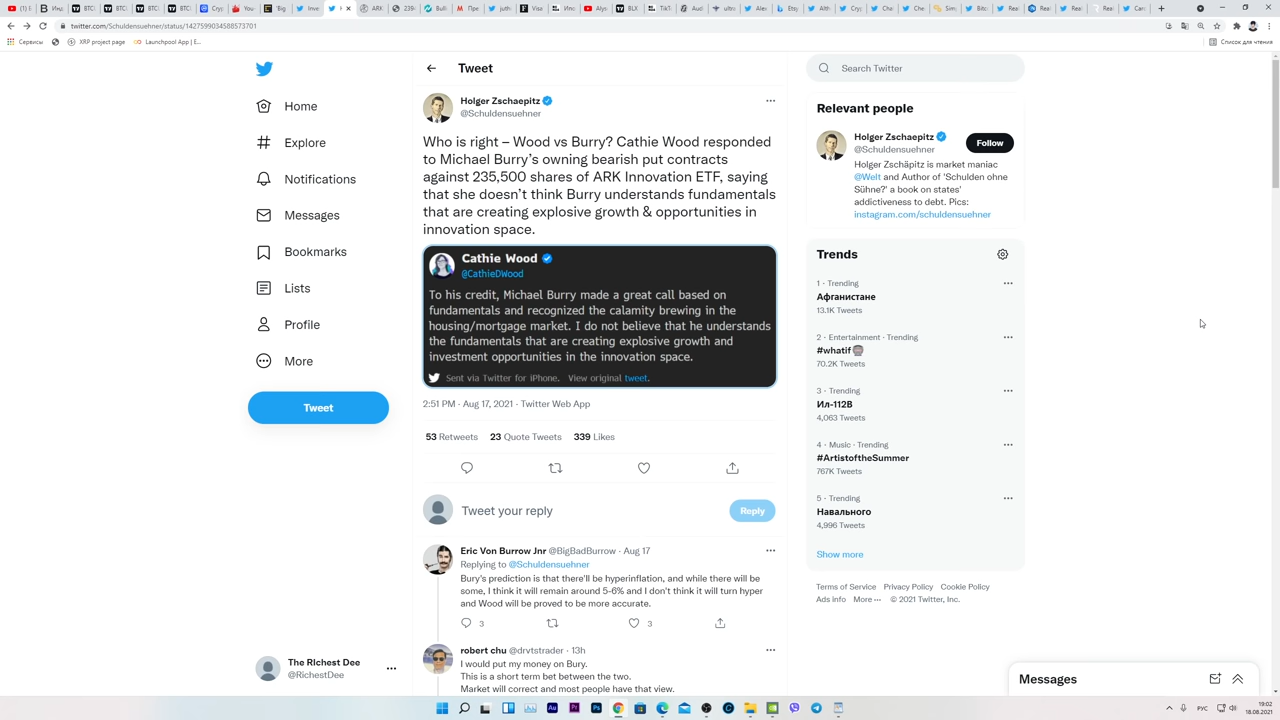 twitter.com/Schuldensuehner/status/1427599034588573701
Сервисы
XRP project page
Launchpool App | E...
Список для чтения
Home
Explore
Notifications
Messages
Bookmarks
Lists
Profile
More
Tweet
The Richest Dee
@RichestDee
Tweet
Holger Zschaepitz
@Schuldensuehner
Who is right – Wood vs Burry? Cathie Wood responded
to Michael Burry's owning bearish put contracts
against 235,500 shares of ARK Innovation ETF, saying
that she doesn't think Burry understands fundamentals
that are creating explosive growth & opportunities in
innovation space.
Cathie Wood
@CathieDWood
To his credit, Michael Burry made a great call based on
fundamentals and recognized the calamity brewing in the
housing/mortgage market. I do not believe that he understands
the fundamentals that are creating explosive growth and
investment opportunities in the innovation space.
Sent via Twitter for iPhone. View original tweet.
2:51 PM · Aug 17, 2021 · Twitter Web App
53 Retweets 23 Quote Tweets 339 Likes
Tweet your reply
Reply
Eric Von Burrow Jnr @BigBadBurrow · Aug 17
Replying to @Schuldensuehner
Bury's prediction is that there'll be hyperinflation, and while there will be
some, I think it will remain around 5-6% and I don't think it will turn hyper
and Wood will be proved to be more accurate.
3 3
robert chu @drvtstrader · 13h
I would put my money on Bury.
This is a short term bet between the two.
Market will correct and most people have that view.
Search Twitter
Relevant people
Holger Zschaepitz
@Schuldensuehner
Follow
Holger Zschäpitz is market maniac
@Welt and Author of 'Schulden ohne
Sühne?' a book on states'
addictiveness to debt. Pics:
instagram.com/schuldensuehner
Trends
1 · Trending
Афганистане
13.1K Tweets
2 · Entertainment · Trending
#whatif
70.2K Tweets
3 · Trending
Ил-112В
4,063 Tweets
4 · Music · Trending
#ArtistoftheSummer
767K Tweets
5 · Trending
Навального
4,996 Tweets
Show more
Terms of Service Privacy Policy Cookie Policy
Ads info More ··· © 2021 Twitter, Inc.
Messages
РУС
19:02
18.08.2021